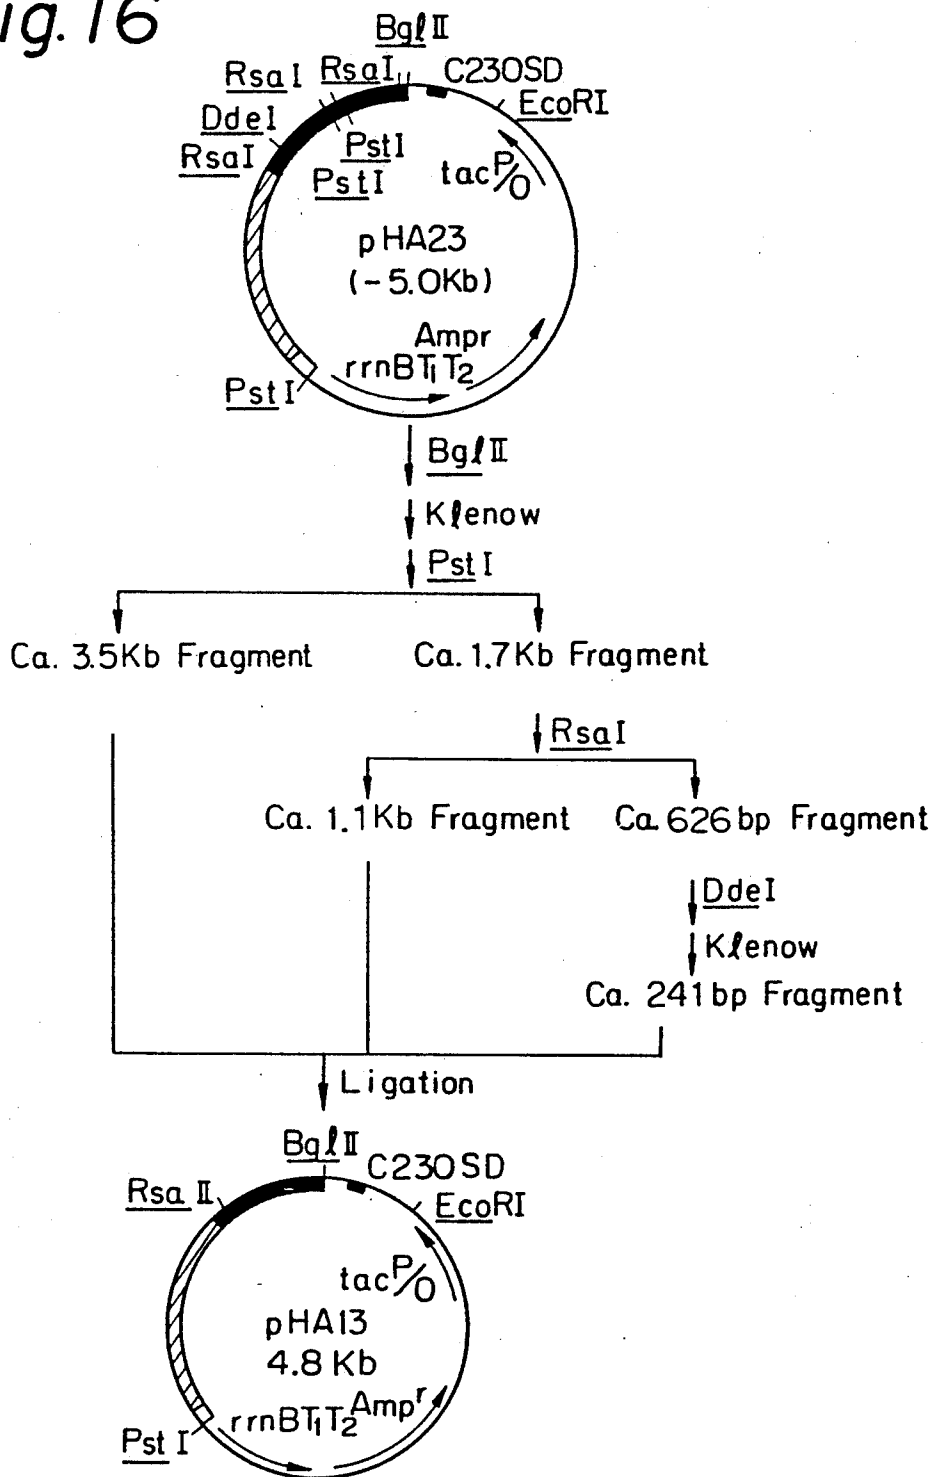 ig. 16
BglII
RsaI RsaI C230SD
DdeI EcoRI
RsaI PstI
PstI tacP/O
pHA23
(~5.0Kb)
Ampr
rrnBT1T2
PstI
BglII
Klenow
PstI
Ca. 3.5Kb Fragment Ca. 1.7Kb Fragment
RsaI
Ca. 1.1Kb Fragment Ca. 626bp Fragment
DdeI
Klenow
Ca. 241bp Fragment
Ligation
BglII
C230SD
RsaII EcoRI
tacP/O
pHA13
4.8Kb
rrnBT1T2 Ampr
PstI